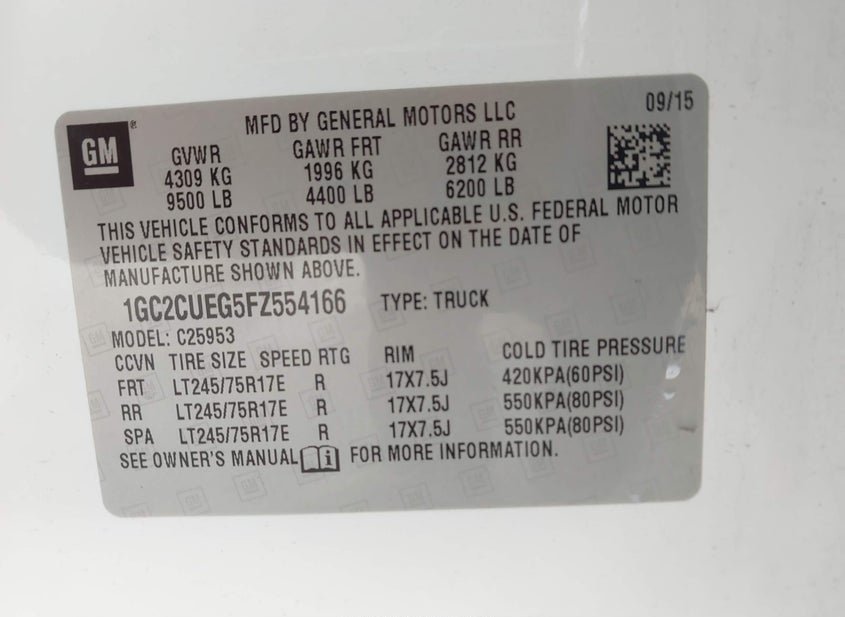 MFD BY GENERAL MOTORS LLC 09/15
GM
GVWR GAWR FRT GAWR RR
4309 KG 1996 KG 2812 KG
9500 LB 4400 LB 6200 LB
THIS VEHICLE CONFORMS TO ALL APPLICABLE U.S. FEDERAL MOTOR
VEHICLE SAFETY STANDARDS IN EFFECT ON THE DATE OF
MANUFACTURE SHOWN ABOVE.
1GC2CUEG5FZ554166 TYPE: TRUCK
MODEL: C25953
CCVN TIRE SIZE SPEED RTG RIM COLD TIRE PRESSURE
FRT LT245/75R17E R 17X7.5J 420KPA(60PSI)
RR LT245/75R17E R 17X7.5J 550KPA(80PSI)
SPA LT245/75R17E R 17X7.5J 550KPA(80PSI)
SEE OWNER'S MANUAL i FOR MORE INFORMATION.